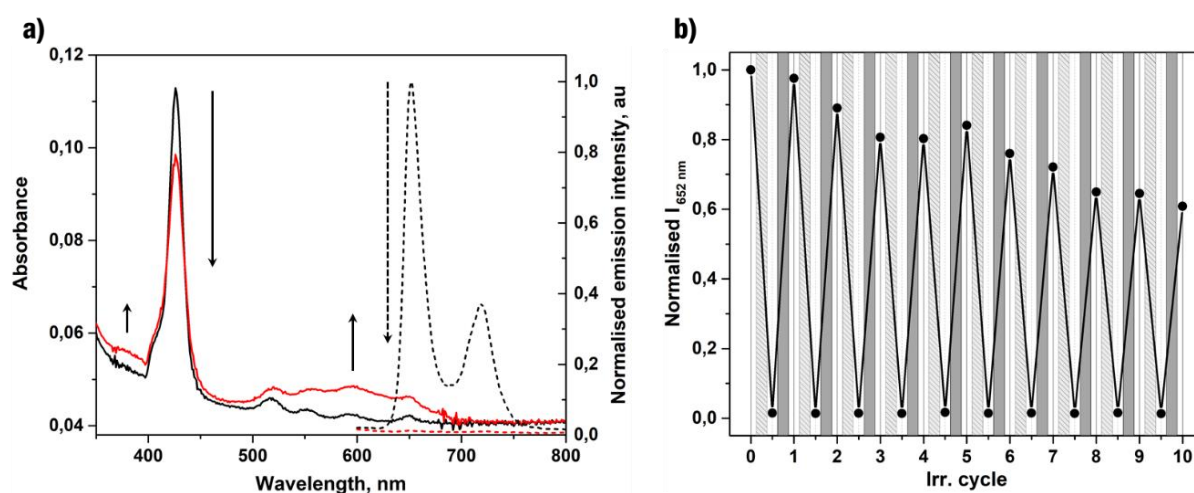 a)
0,12
0,10
0,08
0,06
0,04
Absorbance
400
500
600
700
800
Wavelength, nm
1,0
0,8
0,6
0,4
0,2
0,0
Normalised emission intensity, au
b)
1,0
0,8
0,6
0,4
0,2
0,0
Normalised I652 nm
0 1 2 3 4 5 6 7 8 9 10
Irr. cycle